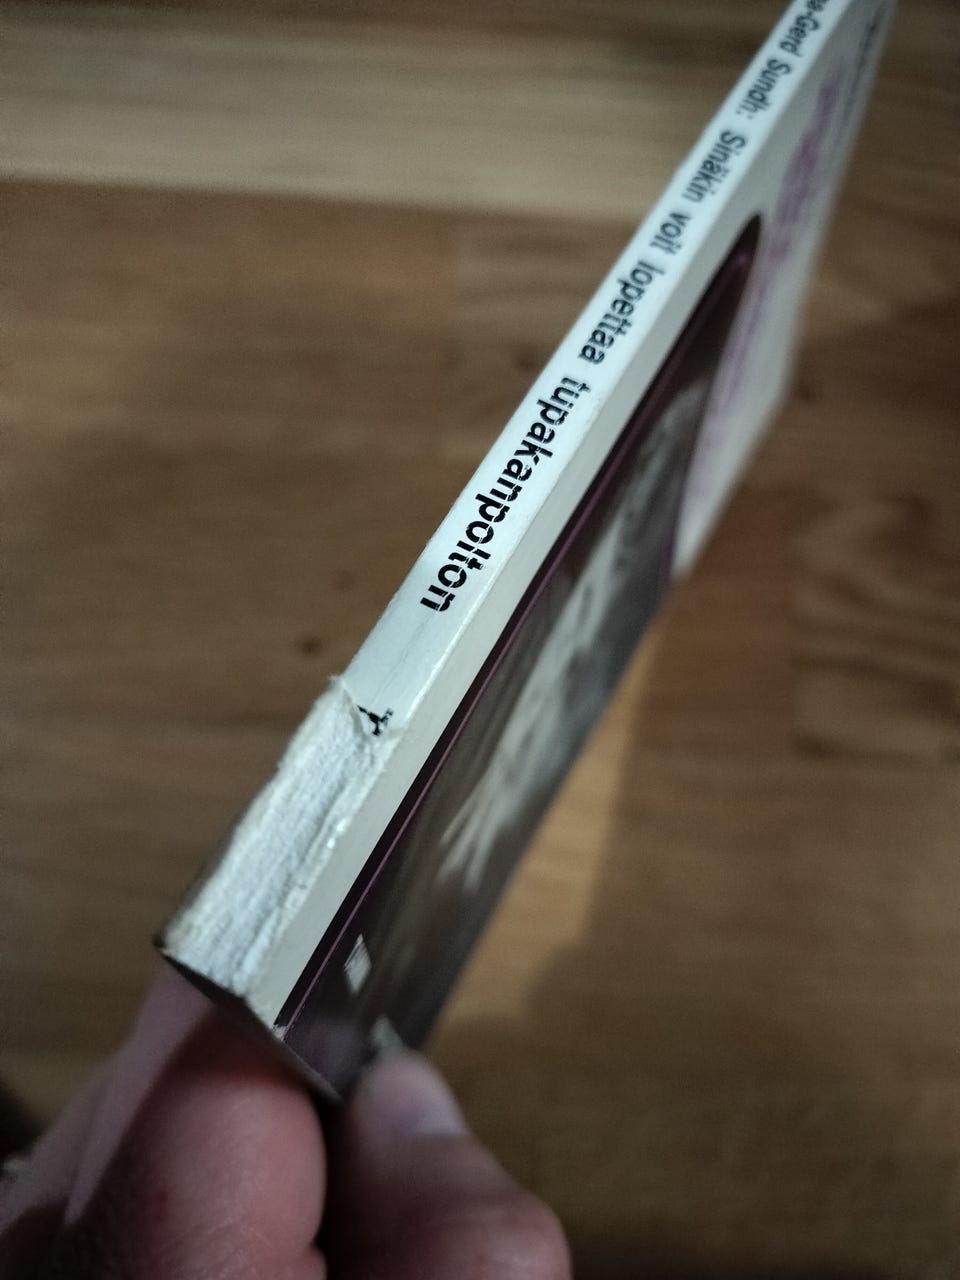 e-Gerd Sundh: Sinäkin voit lopettaa tupakanpolton